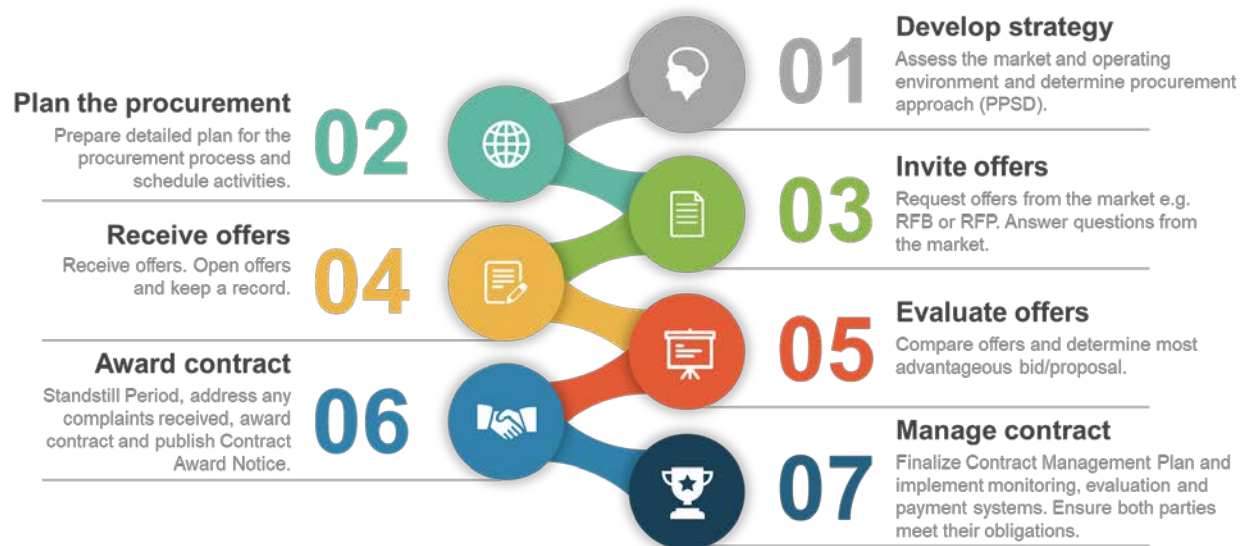 01
Develop strategy
Assess the market and operating
environment and determine procurement
approach (PPSD).
Plan the procurement
02
Prepare detailed plan for the
procurement process and
schedule activities.
Invite offers
03
Request offers from the market e.g.
RFB or RFP. Answer questions from
the market.
Receive offers
04
Receive offers. Open offers
and keep a record.
Evaluate offers
05
Compare offers and determine most
advantageous bid/proposal.
Award contract
06
Standstill Period, address any
complaints received, award
contract and publish Contract
Award Notice.
Manage contract
07
Finalize Contract Management Plan and
implement monitoring, evaluation and
payment systems. Ensure both parties
meet their obligations.